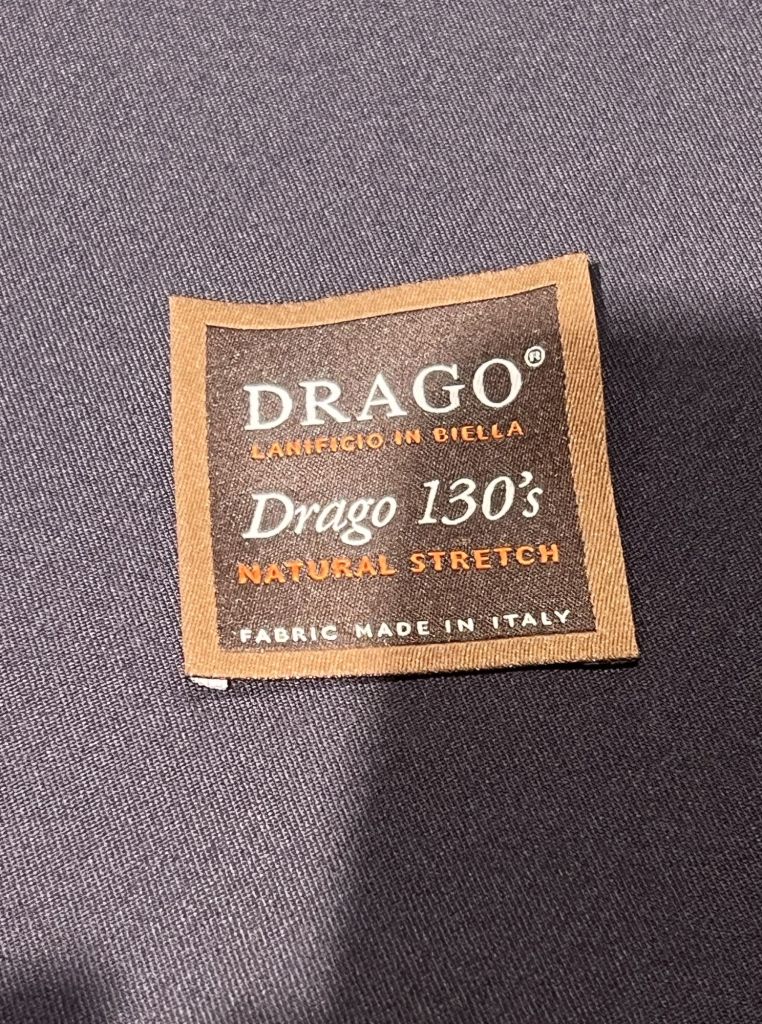 DRAGO®
LANIFICIO IN BIELLA
Drago 130's
NATURAL STRETCH
FABRIC MADE IN ITALY